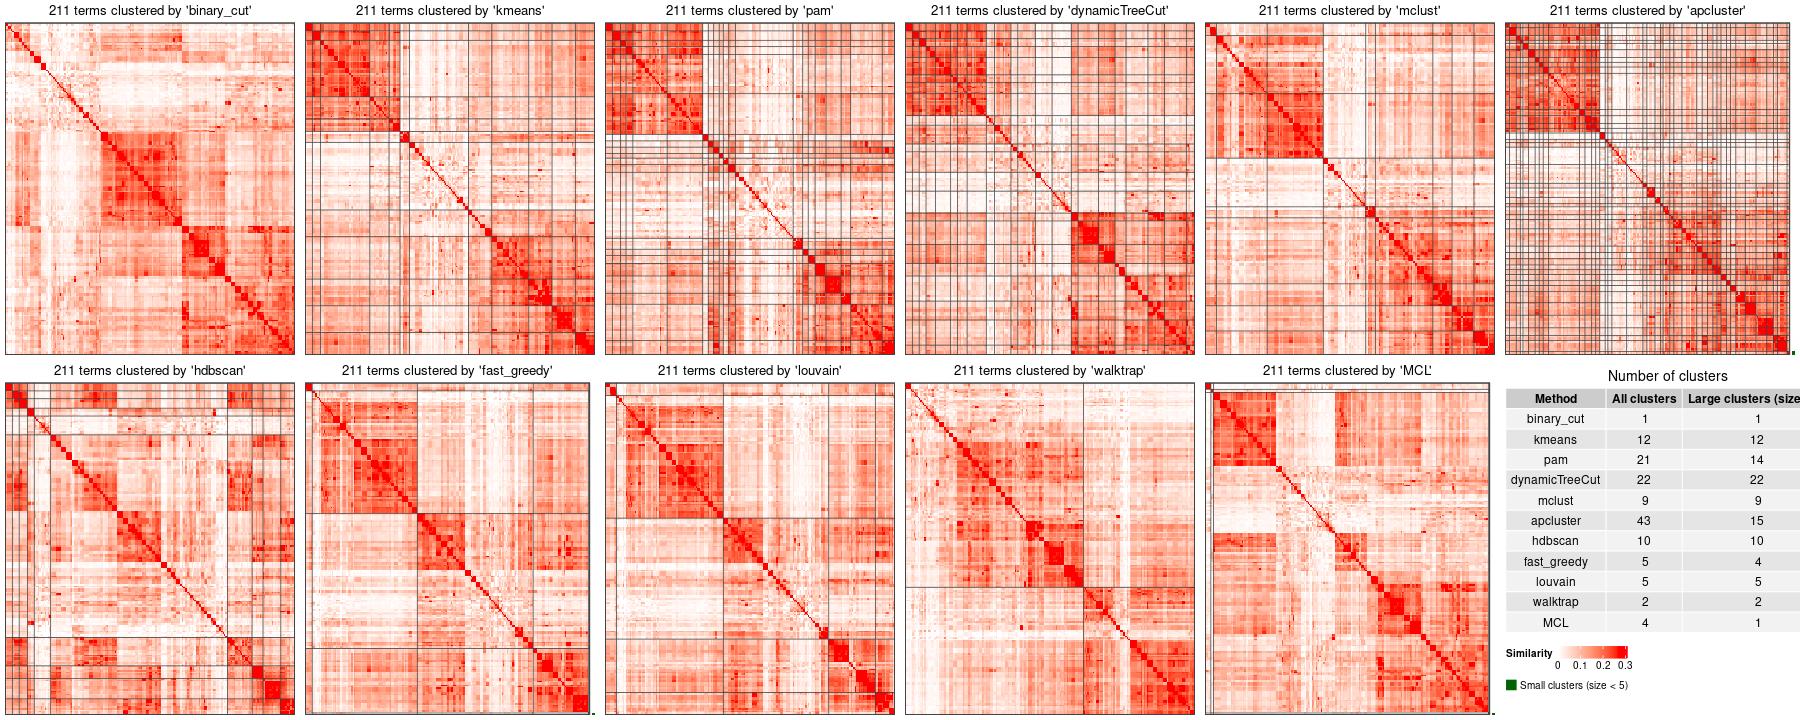 211 terms clustered by 'binary_cut'
211 terms clustered by 'kmeans'
211 terms clustered by 'pam'
211 terms clustered by 'dynamicTreeCut'
211 terms clustered by 'mclust'
211 terms clustered by 'apcluster'
211 terms clustered by 'hdbscan'
211 terms clustered by 'fast_greedy'
211 terms clustered by 'louvain'
211 terms clustered by 'walktrap'
211 terms clustered by 'MCL'
Number of clusters
Method All clusters Large clusters (size
binary_cut 1 1
kmeans 12 12
pam 21 14
dynamicTreeCut 22 22
mclust 9 9
apcluster 43 15
hdbscan 10 10
fast_greedy 5 4
louvain 5 5
walktrap 2 2
MCL 4 1
Similarity
0 0.1 0.2 0.3
Small clusters (size < 5)